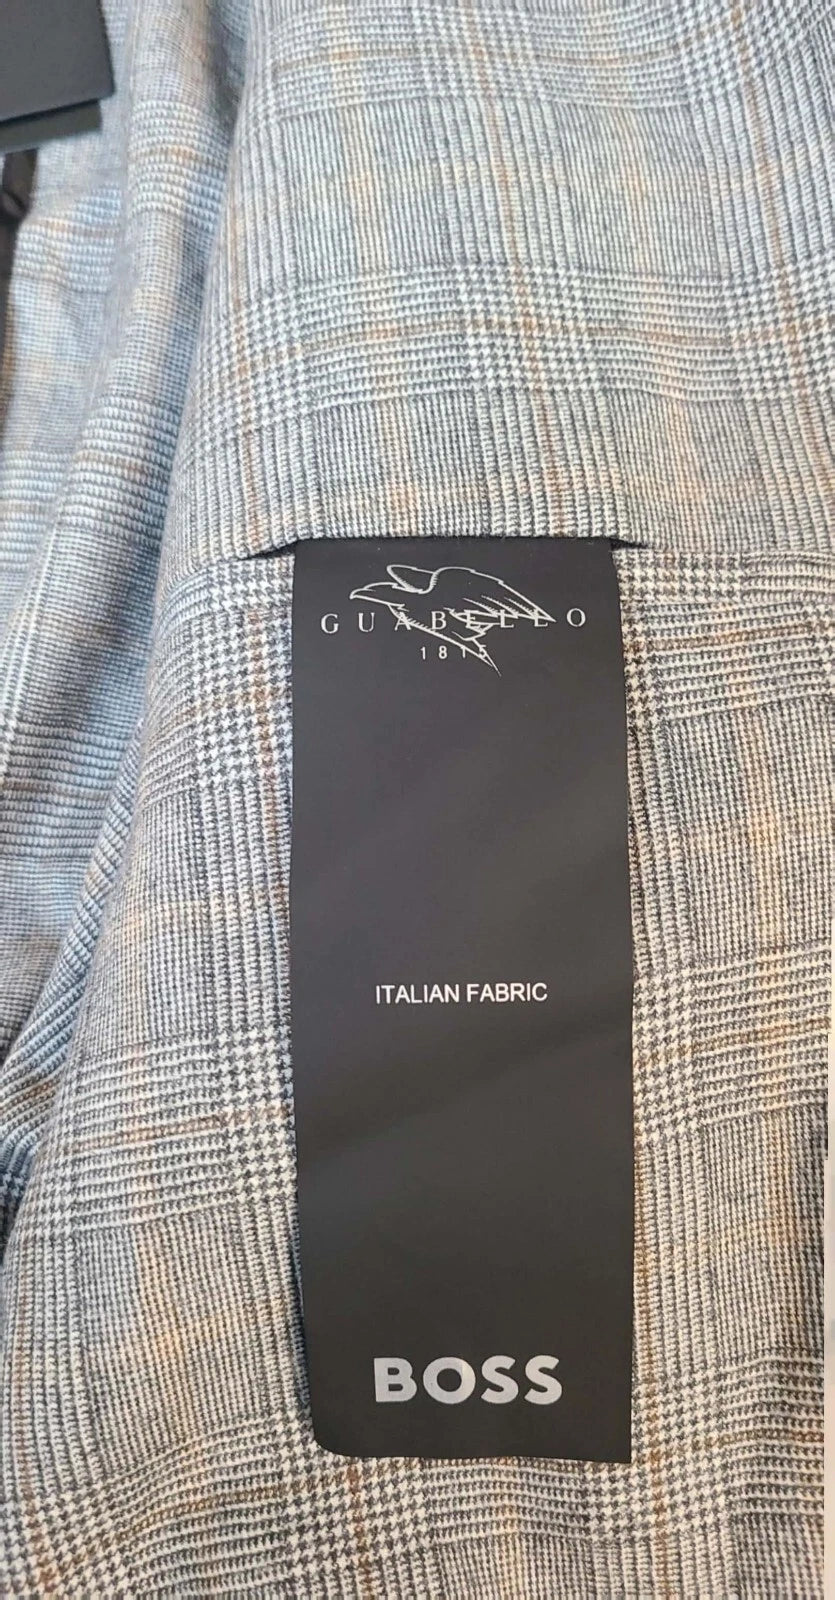 GUABELLO
1815
ITALIAN FABRIC
BOSS